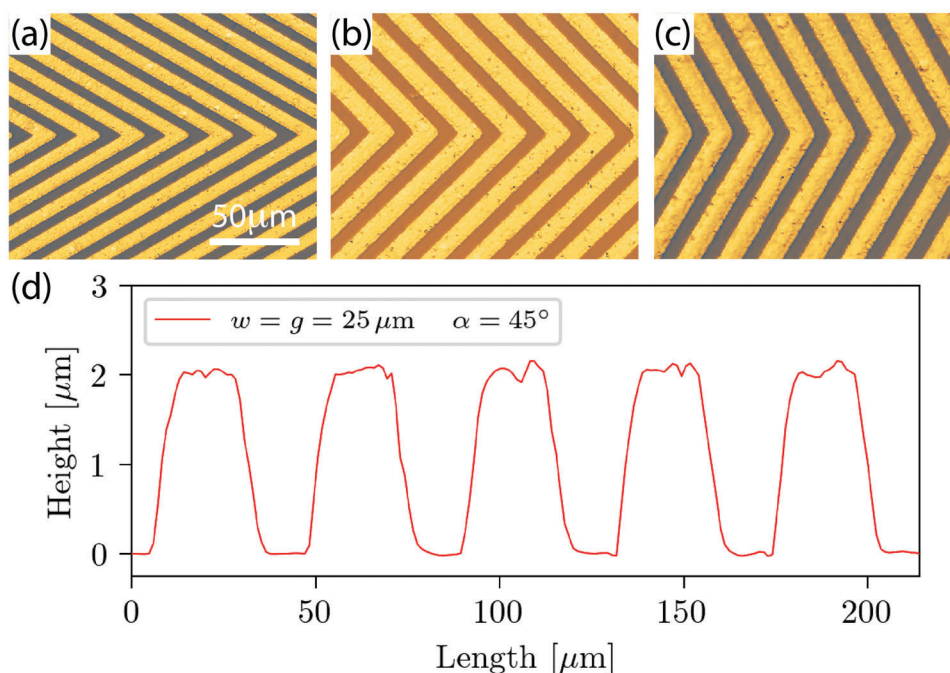 (a) (b) (c)
50µm
(d)
3
2
1
0
Height [µm]
w = g = 25 µm α = 45°
0 50 100 150 200
Length [µm]